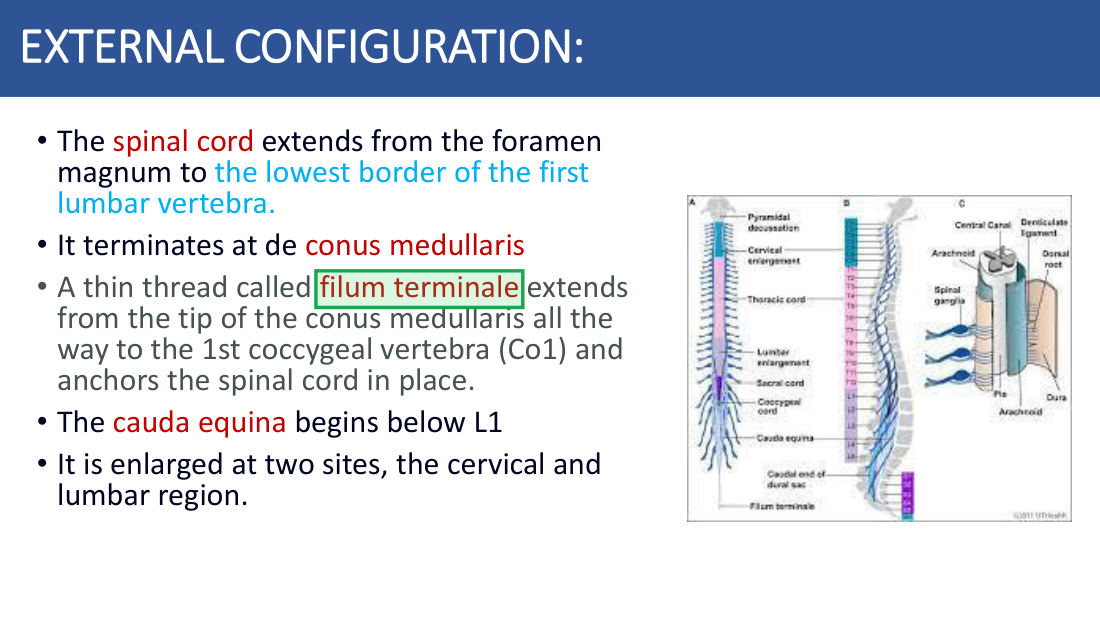 EXTERNAL CONFIGURATION:
• The spinal cord extends from the foramen
magnum to the lowest border of the first
lumbar vertebra.
• It terminates at de conus medullaris
• A thin thread called filum terminale extends
from the tip of the conus medullaris all the
way to the 1st coccygeal vertebra (Co1) and
anchors the spinal cord in place.
• The cauda equina begins below L1
• It is enlarged at two sites, the cervical and
lumbar region.
A
Pyramidal
decussation
Cervical
enlargement
Thoracic cord
Lumbar
enlargement
Sacral cord
Coccygeal
cord
Cauda equina
Caudal end of
dural sac
Filum terminale
B
C
Central Canal
Denticulate
ligament
Arachnoid
Dorsal
root
Spinal
ganglia
Pia
Arachnoid
Dura
©2011 UTHealth